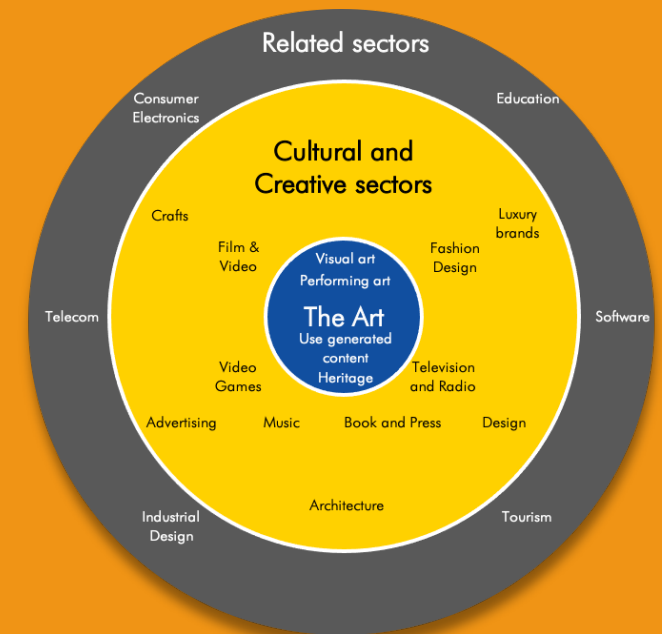 Related sectors
Consumer
Electronics
Education
Cultural and
Creative sectors
Crafts
Luxury
brands
Film &
Video
Fashion
Design
Visual art
Performing art
The Art
Use generated
content
Heritage
Telecom
Software
Video
Games
Television
and Radio
Advertising
Music
Book and Press
Design
Architecture
Industrial
Design
Tourism